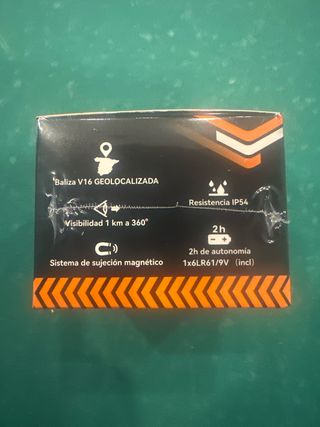 Baliza V16 GEOLOCALIZADA
Resistencia IP54
Visibilidad 1 km a 360°
2h
Sistema de sujeción magnético
2h de autonomía
1x6LR61/9V (incl)